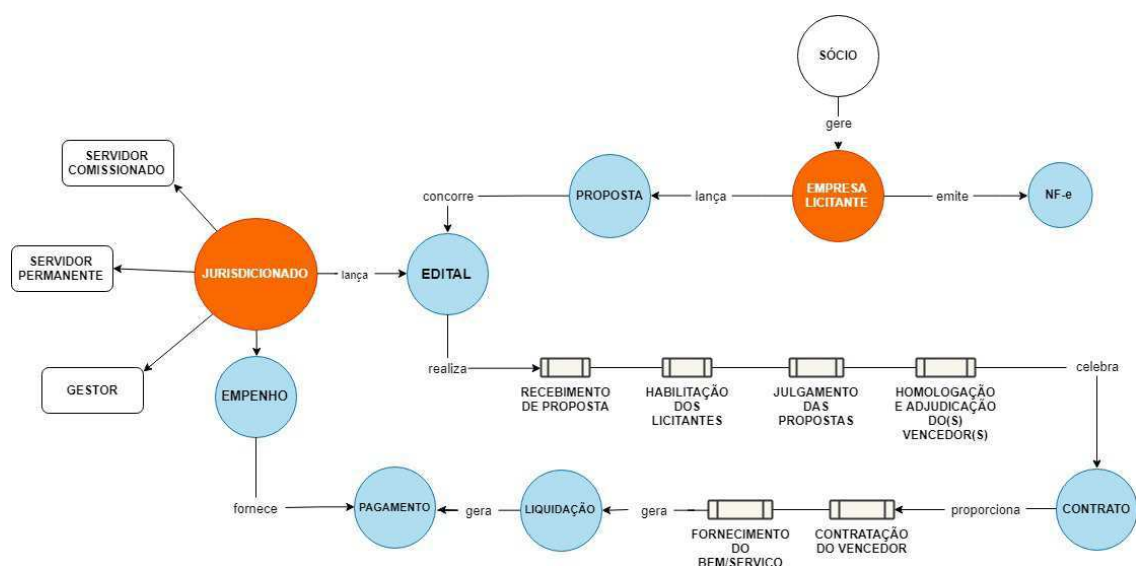 SÓCIO
gere
SERVIDOR
COMISSIONADO
concorre
PROPOSTA
lança
EMPRESA
LICITANTE
emite
NF-e
SERVIDOR
PERMANENTE
JURISDICIONADO
lança
EDITAL
GESTOR
EMPENHO
realiza
RECEBIMENTO
DE PROPOSTA
HABILITAÇÃO
DOS
LICITANTES
JULGAMENTO
DAS
PROPOSTAS
HOMOLOGAÇÃO
E ADJUDICAÇÃO
DO(S)
VENCEDOR(S)
celebra
fornece
PAGAMENTO
gera
LIQUIDAÇÃO
gera
FORNECIMENTO
DO
BEM/SERVIÇO
CONTRATAÇÃO
DO VENCEDOR
proporciona
CONTRATO